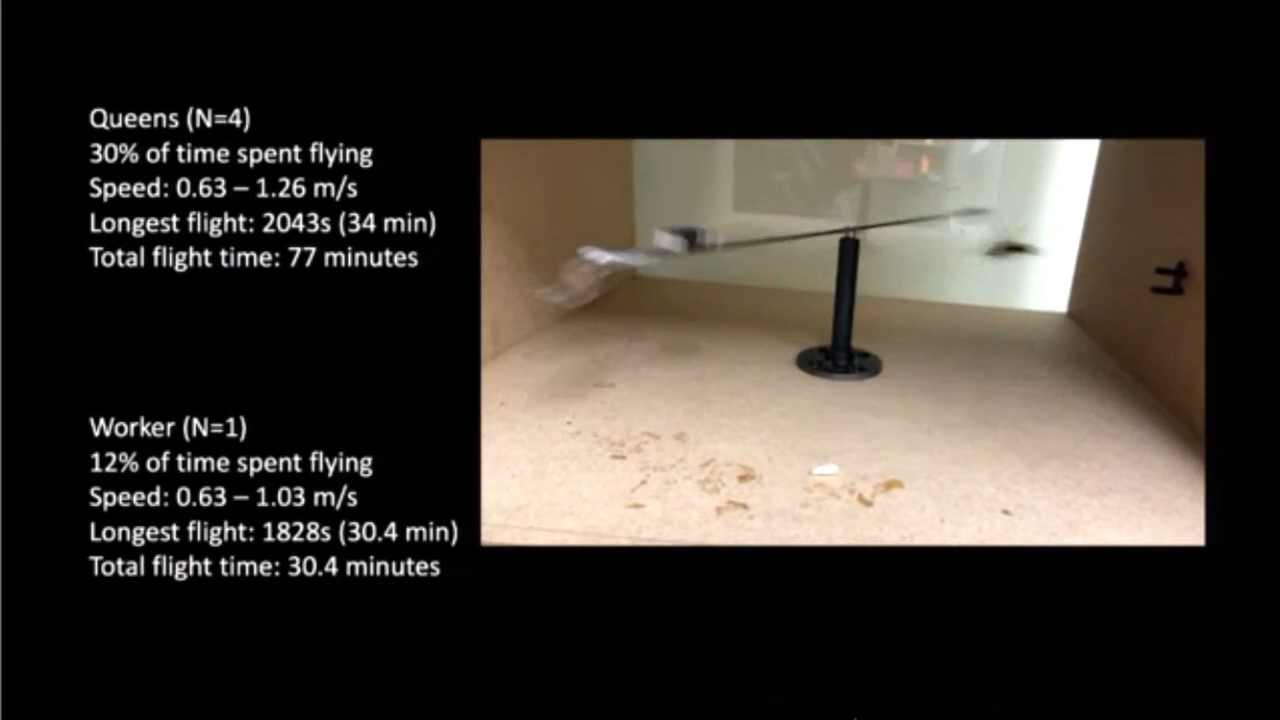 Queens (N=4)
30% of time spent flying
Speed: 0.63 – 1.26 m/s
Longest flight: 2043s (34 min)
Total flight time: 77 minutes
Worker (N=1)
12% of time spent flying
Speed: 0.63 – 1.03 m/s
Longest flight: 1828s (30.4 min)
Total flight time: 30.4 minutes